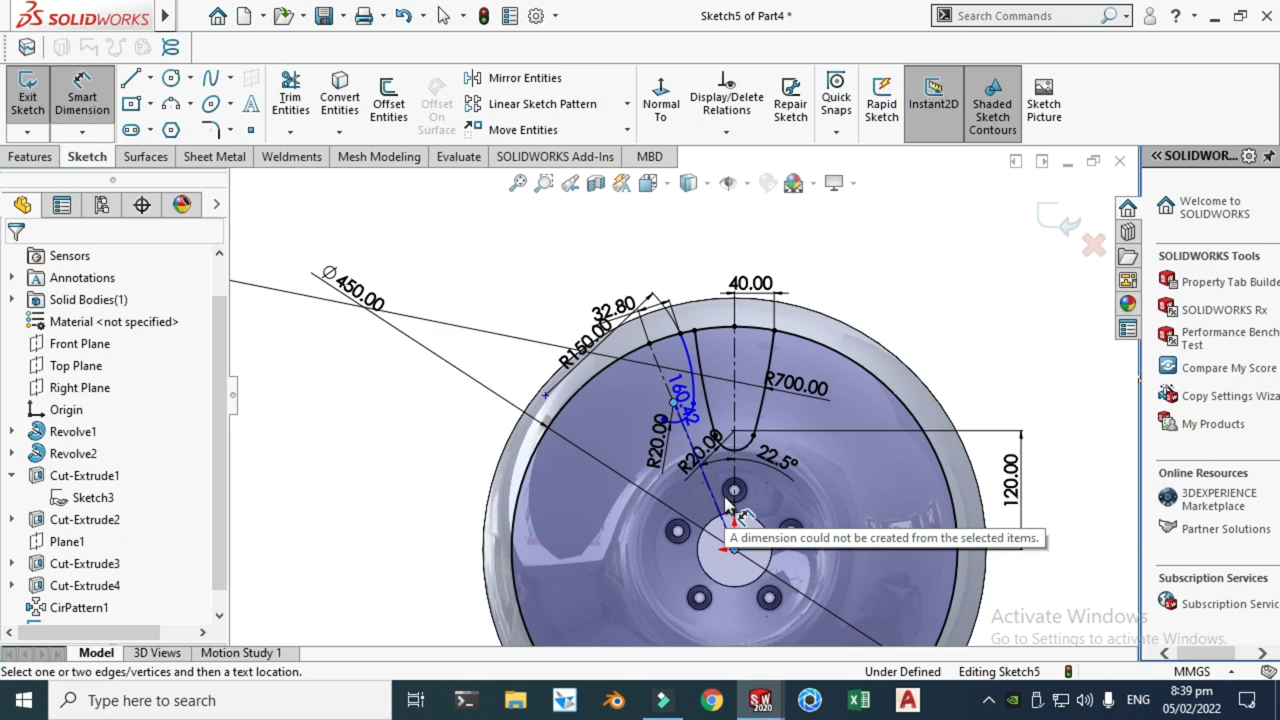 SOLIDWORKS
Sketch5 of Part4 *
Search Commands
Exit Sketch
Smart Dimension
Trim Entities
Convert Entities
Offset Entities
Offset On Surface
Mirror Entities
Linear Sketch Pattern
Move Entities
Normal To
Display/Delete Relations
Repair Sketch
Quick Snaps
Rapid Sketch
Instant2D
Shaded Sketch Contours
Sketch Picture
Features
Sketch
Surfaces
Sheet Metal
Weldments
Mesh Modeling
Evaluate
SOLIDWORKS Add-Ins
MBD
Sensors
Annotations
Solid Bodies(1)
Material <not specified>
Front Plane
Top Plane
Right Plane
Origin
Revolve1
Revolve2
Cut-Extrude1
Sketch3
Cut-Extrude2
Plane1
Cut-Extrude3
Cut-Extrude4
CirPattern1
Ø 450.00
32.80
R150.00
40.00
160.42
R700.00
R20.00
R20.00
22.5°
120.00
A dimension could not be created from the selected items.
SOLIDWOR...
Welcome to SOLIDWORKS
SOLIDWORKS Tools
Property Tab Builde
Performance Bench Test
Compare My Score
Copy Settings Wiza
My Products
Online Resources
3DEXPERIENCE Marketplace
Partner Solutions
Subscription Services
Subscription Servic
Activate Windows
Go to Settings to activate Windows.
Model
3D Views
Motion Study 1
Select one or two edges/vertices and then a text location.
Under Defined
Editing Sketch5
MMGS
Type here to search
ENG
8:39 pm
05/02/2022